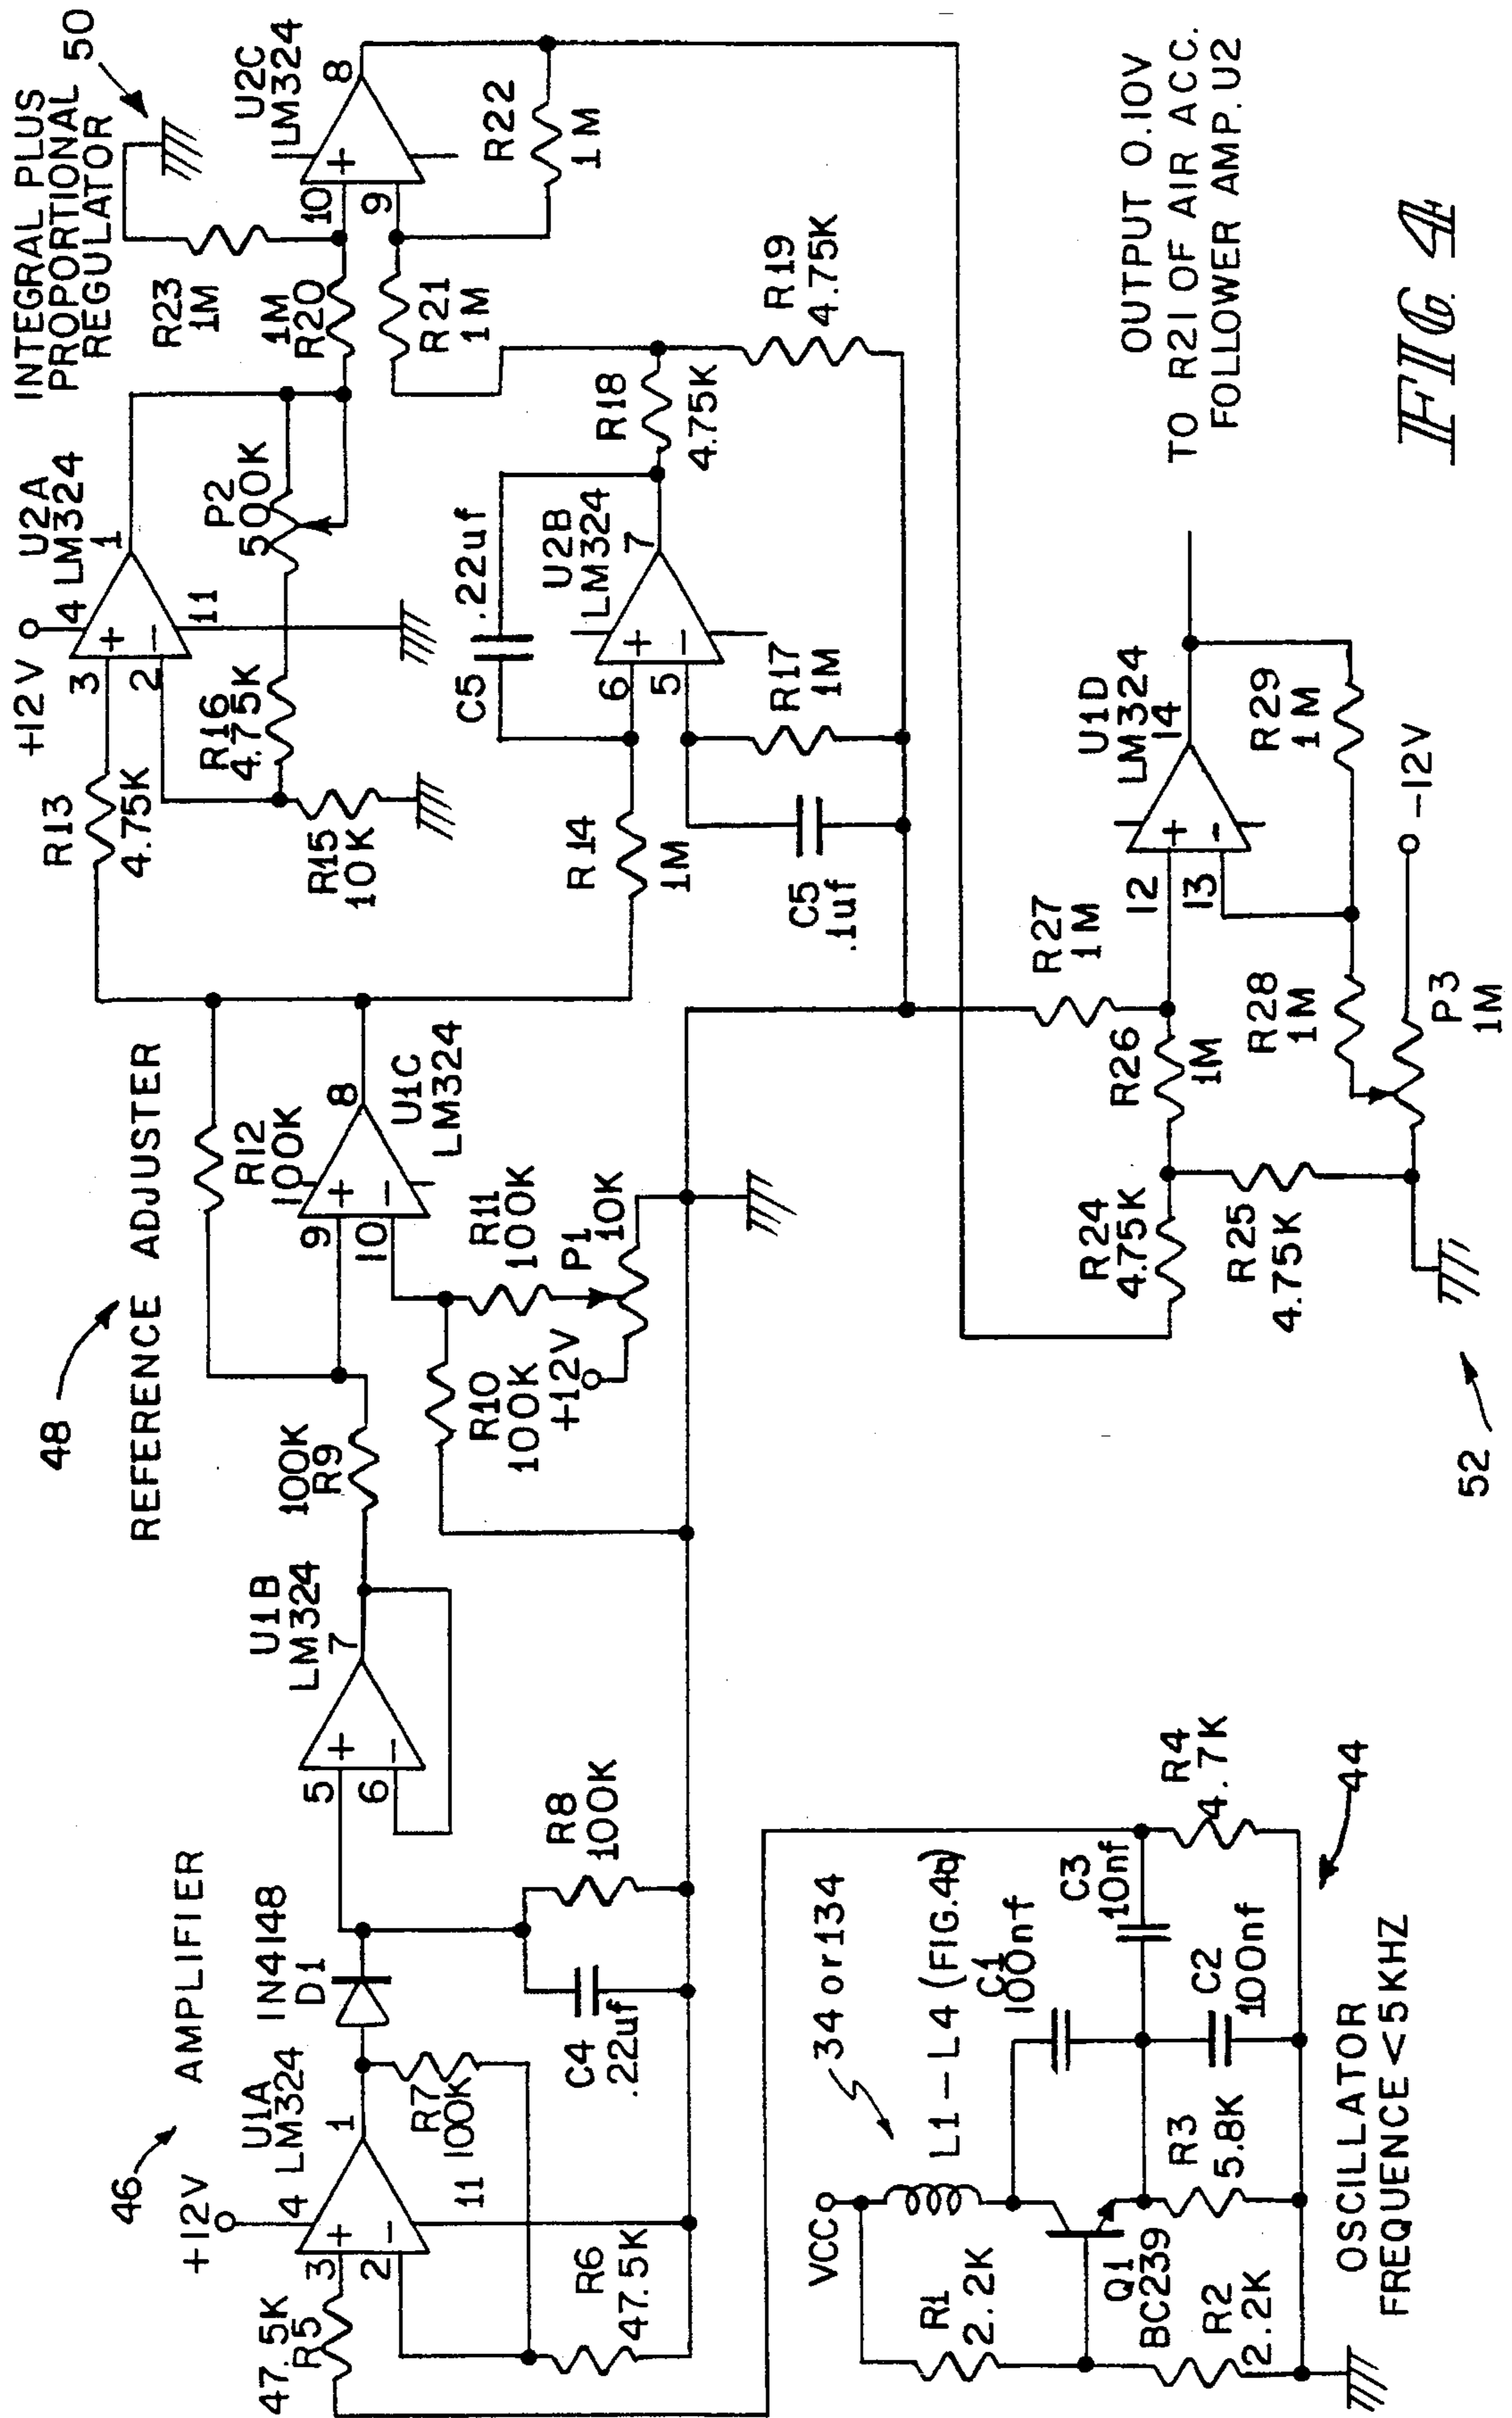 48
REFERENCE ADJUSTER
INTEGRAL PLUS
PROPORTIONAL
REGULATOR
50
46
AMPLIFIER
+12V
4
U1A
LM324
3
2
1
11
47.5K
R5
R6
47.5K
R7
100K
IN4148
D1
C4
.22uf
R8
100K
U1B
LM324
5
6
7
100K
R9
R12
100K
9
10
8
U1C
LM324
R10
100K
R11
100K
P1
10K
+12V
R13
4.75K
+12V
4
U2A
LM324
3
2
1
11
R16
4.75K
P2
500K
R15
10K
R14
1M
C5
.22uf
U2B
LM324
6
5
7
C5
.1uf
R17
1M
R18
4.75K
R19
4.75K
R23
1M
1M
R20
R21
1M
10
9
8
U2C
LM324
R22
1M
VCC
R1
2.2K
R2
2.2K
Q1
BC239
R3
5.8K
34 or 134
L1-L4 (FIG.4a)
C1
100nf
C2
100nf
C3
10nf
R4
4.7K
44
OSCILLATOR
FREQUENCE<5KHZ
52
R24
4.75K
R25
4.75K
R26
1M
R27
1M
12
13
14
U1D
LM324
R28
1M
R29
1M
P3
1M
-12V
OUTPUT 0.10V
TO R21 OF AIR ACC.
FOLLOWER AMP. U2
FIG 4